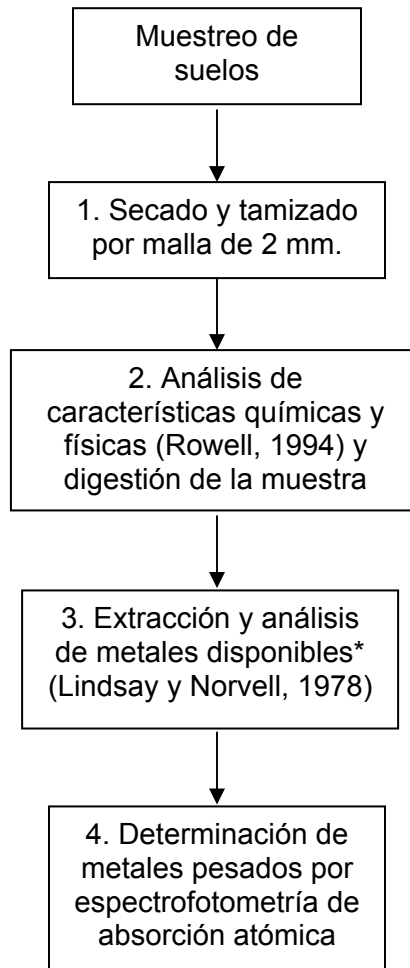 Muestreo de
suelos
1. Secado y tamizado
por malla de 2 mm.
2. Análisis de
características químicas y
físicas (Rowell, 1994) y
digestión de la muestra
3. Extracción y análisis
de metales disponibles*
(Lindsay y Norvell, 1978)
4. Determinación de
metales pesados por
espectrofotometría de
absorción atómica